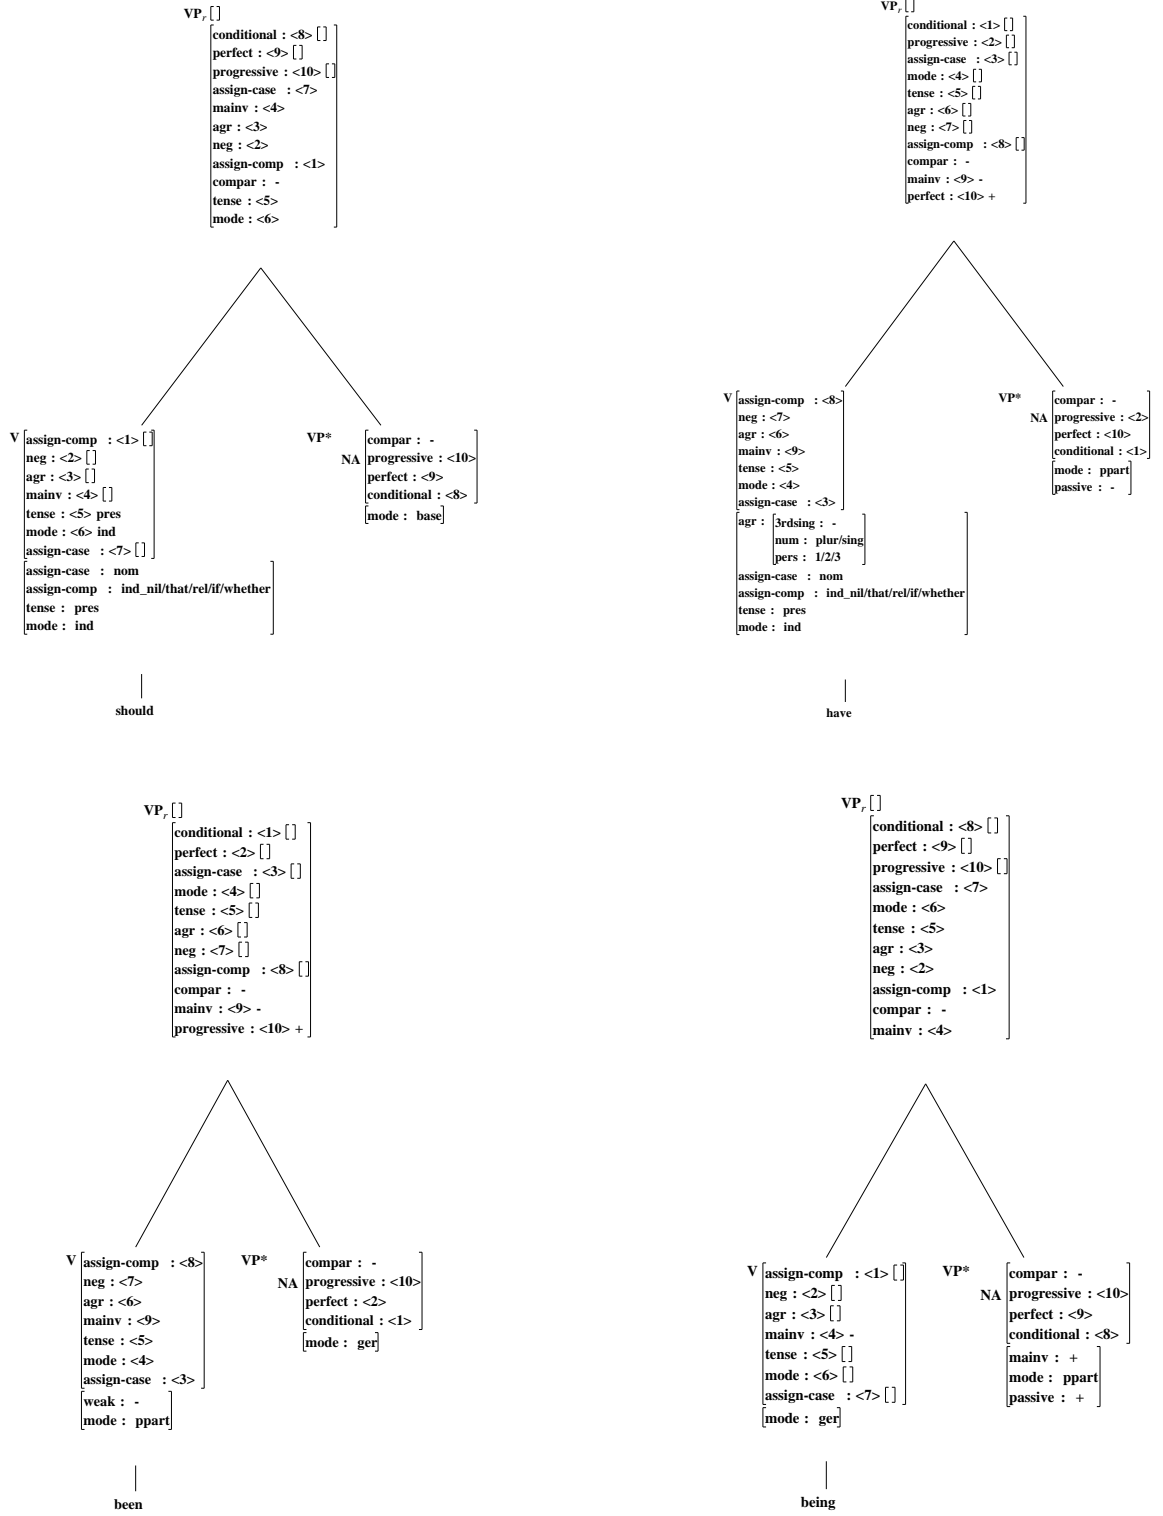 VPr []
conditional : <8> []
perfect : <9> []
progressive : <10> []
assign-case : <7>
mainv : <4>
agr : <3>
neg : <2>
assign-comp : <1>
compar : -
tense : <5>
mode : <6>
V
assign-comp : <1> []
neg : <2> []
agr : <3> []
mainv : <4> []
tense : <5> pres
mode : <6> ind
assign-case : <7> []
assign-case : nom
assign-comp : ind_nil/that/rel/if/whether
tense : pres
mode : ind
should
VP*
NA
compar : -
progressive : <10>
perfect : <9>
conditional : <8>
mode : base
VPr []
conditional : <1> []
progressive : <2> []
assign-case : <3> []
mode : <4> []
tense : <5> []
agr : <6> []
neg : <7> []
assign-comp : <8> []
compar : -
mainv : <9> -
perfect : <10> +
V
assign-comp : <8>
neg : <7>
agr : <6>
mainv : <9>
tense : <5>
mode : <4>
assign-case : <3>
agr : 3rdsing : -
num : plur/sing
pers : 1/2/3
assign-case : nom
assign-comp : ind_nil/that/rel/if/whether
tense : pres
mode : ind
have
VP*
NA
compar : -
progressive : <2>
perfect : <10>
conditional : <1>
mode : ppart
passive : -
VPr []
conditional : <1> []
perfect : <2> []
assign-case : <3> []
mode : <4> []
tense : <5> []
agr : <6> []
neg : <7> []
assign-comp : <8> []
compar : -
mainv : <9> -
progressive : <10> +
V
assign-comp : <8>
neg : <7>
agr : <6>
mainv : <9>
tense : <5>
mode : <4>
assign-case : <3>
weak : -
mode : ppart
been
VP*
NA
compar : -
progressive : <10>
perfect : <2>
conditional : <1>
mode : ger
VPr []
conditional : <8> []
perfect : <9> []
progressive : <10> []
assign-case : <7>
mode : <6>
tense : <5>
agr : <3>
neg : <2>
assign-comp : <1>
compar : -
mainv : <4>
V
assign-comp : <1> []
neg : <2> []
agr : <3> []
mainv : <4> -
tense : <5> []
mode : <6> []
assign-case : <7> []
mode : ger
being
VP*
NA
compar : -
progressive : <10>
perfect : <9>
conditional : <8>
mainv : +
mode : ppart
passive : +